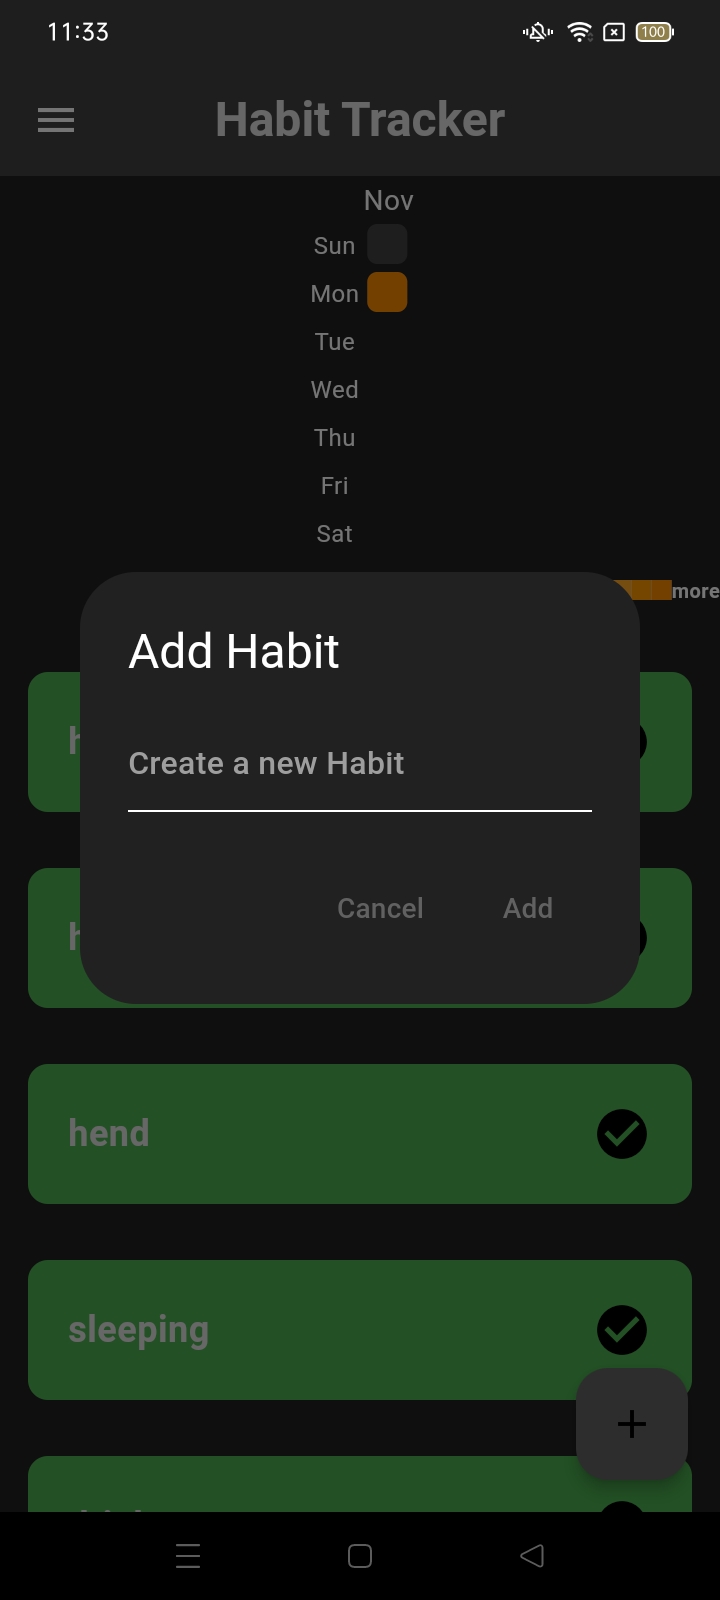 11:33
100
Habit Tracker
Nov
Sun
Mon
Tue
Wed
Thu
Fri
Sat
more
Add Habit
Create a new Habit
Cancel Add
hend
sleeping